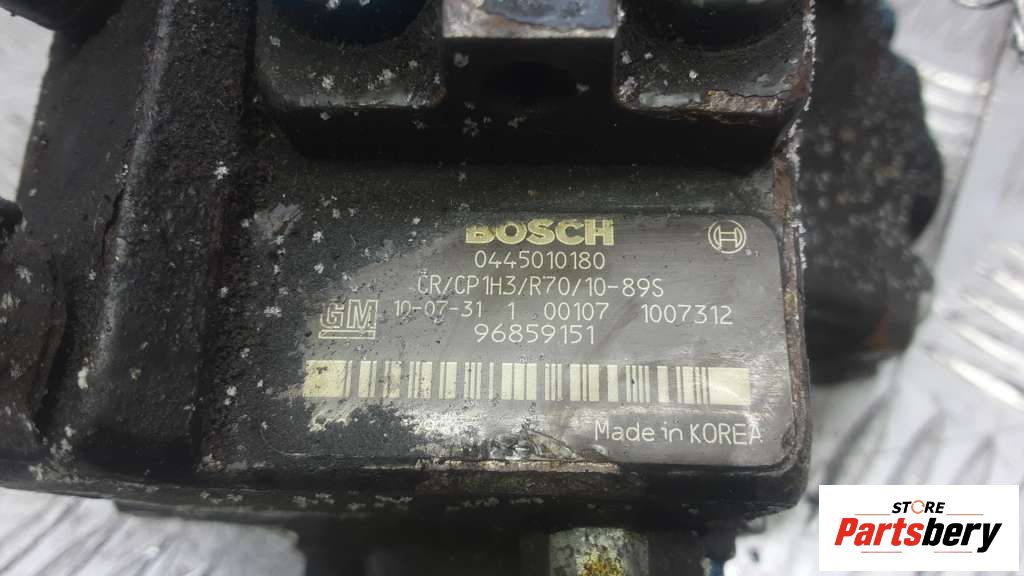 BOSCH
0445010180
CR/CP1H3/R70/10-89S
GM 10-07-31 1 00107 1007312
96859151
Made in KOREA
STORE
Partsbery